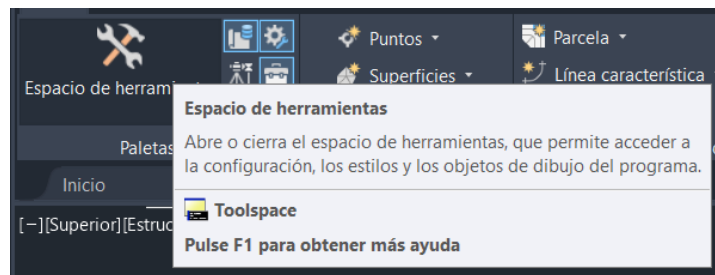 Puntos
Parcela
Espacio de herrami
Superficies
Línea característica
Espacio de herramientas
Abre o cierra el espacio de herramientas, que permite acceder a
la configuración, los estilos y los objetos de dibujo del programa.
Paletas
Inicio
Toolspace
[−][Superior][Estruc
Pulse F1 para obtener más ayuda